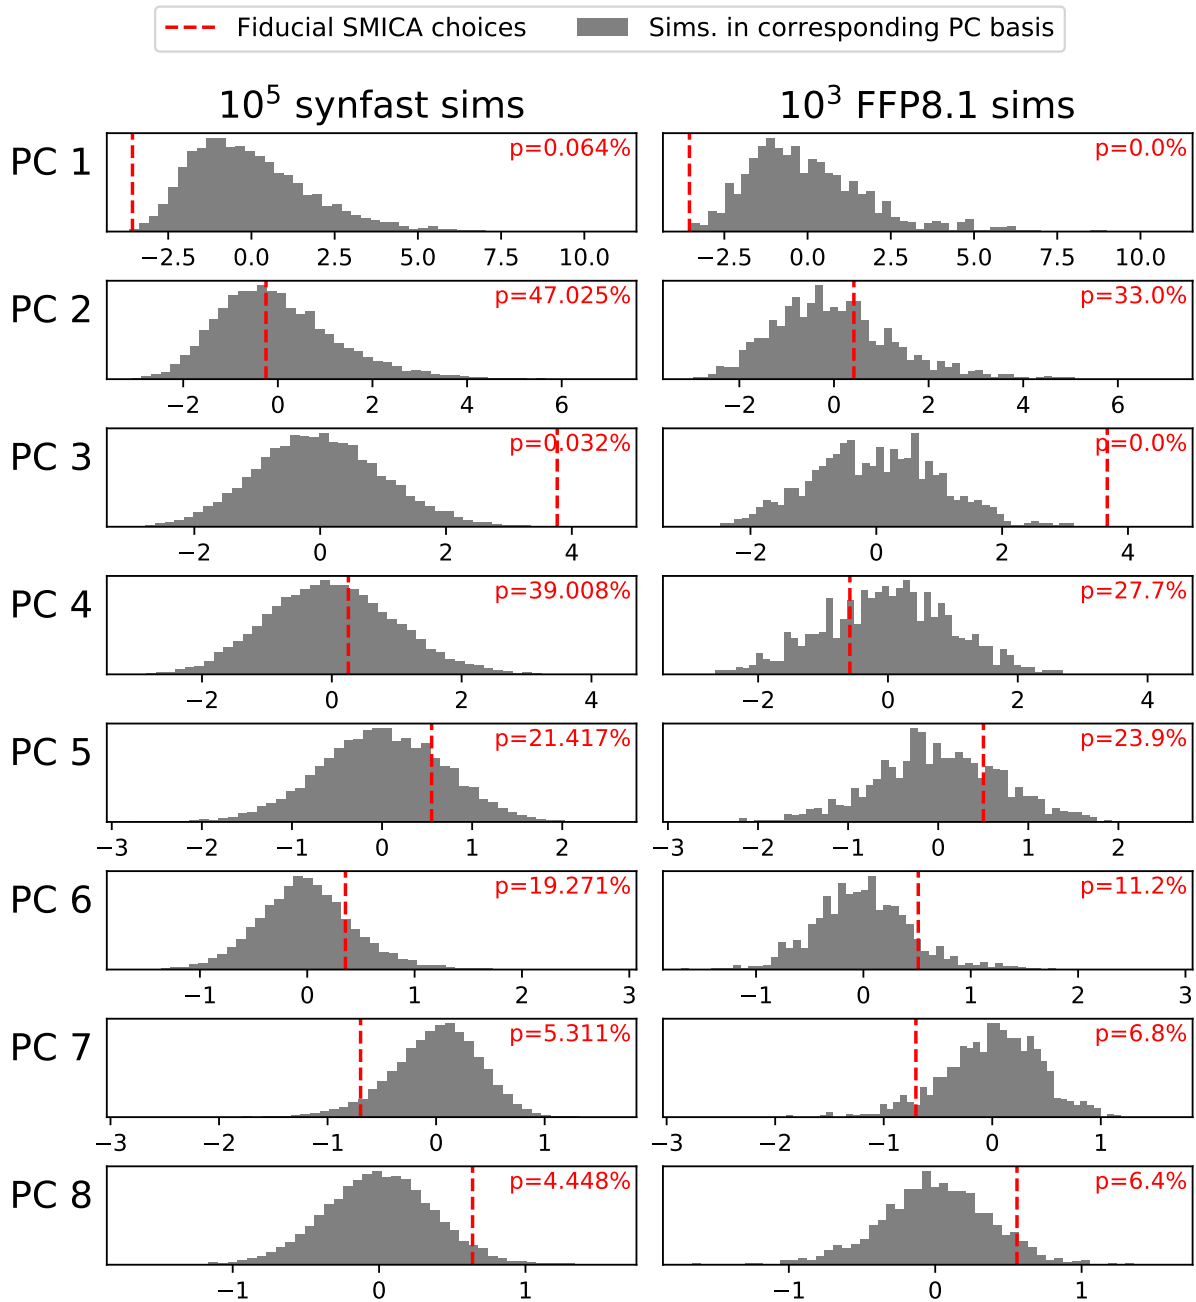 Fiducial SMICA choices Sims. in corresponding PC basis
10⁵ synfast sims 10³ FFP8.1 sims
PC 1 p=0.064% p=0.0%
−2.5 0.0 2.5 5.0 7.5 10.0 −2.5 0.0 2.5 5.0 7.5 10.0
PC 2 p=47.025% p=33.0%
−2 0 2 4 6 −2 0 2 4 6
PC 3 p=0.032% p=0.0%
−2 0 2 4 −2 0 2 4
PC 4 p=39.008% p=27.7%
−2 0 2 4 −2 0 2 4
PC 5 p=21.417% p=23.9%
−3 −2 −1 0 1 2 −3 −2 −1 0 1 2
PC 6 p=19.271% p=11.2%
−1 0 1 2 3 −1 0 1 2 3
PC 7 p=5.311% p=6.8%
−3 −2 −1 0 1 −3 −2 −1 0 1
PC 8 p=4.448% p=6.4%
−1 0 1 −1 0 1